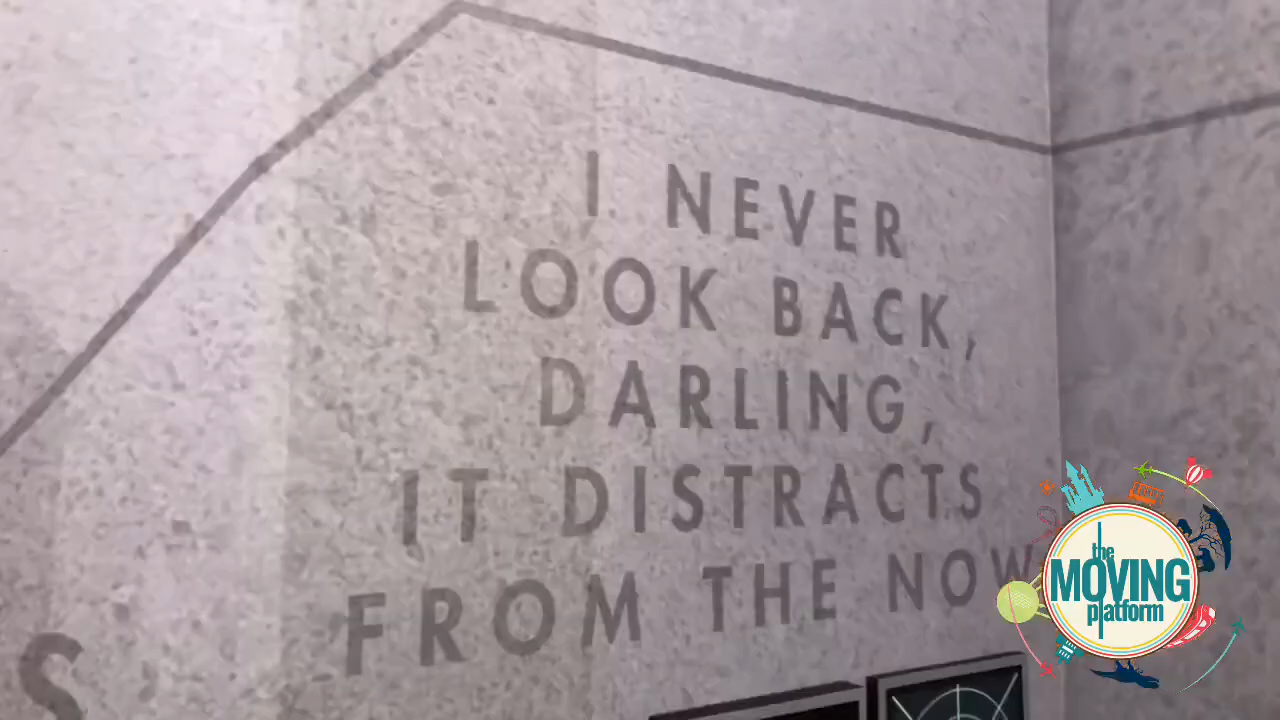 I NEVER
LOOK BACK,
DARLING,
IT DISTRACTS
FROM THE NOW
S
the
MOVING
platform